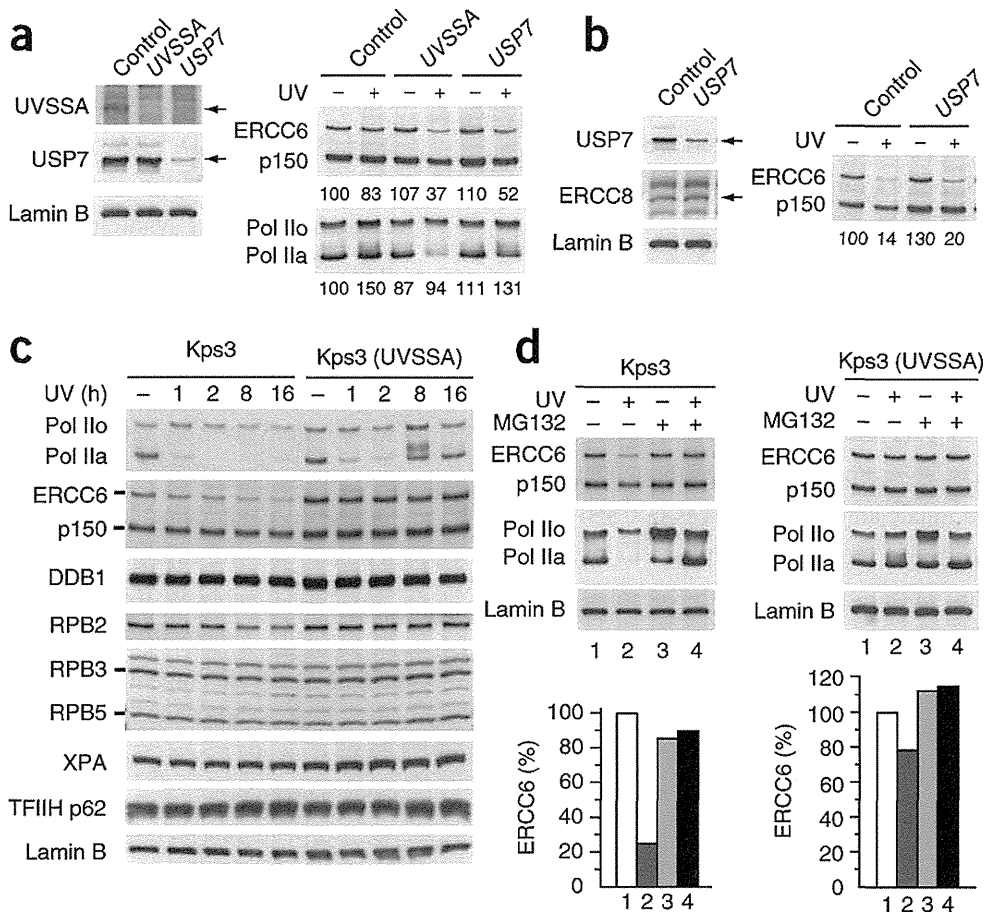 a
Control UVSSA USP7
UVSSA
USP7
Lamin B
Control UVSSA USP7
UV − + − + − +
ERCC6
p150
100 83 107 37 110 52
Pol IIo
Pol IIa
100 150 87 94 111 131
b
Control USP7
USP7
ERCC8
Lamin B
Control USP7
UV − + − +
ERCC6
p150
100 14 130 20
c
Kps3 Kps3 (UVSSA)
UV (h) − 1 2 8 16 − 1 2 8 16
Pol IIo
Pol IIa
ERCC6
p150
DDB1
RPB2
RPB3
RPB5
XPA
TFIIH p62
Lamin B
d
Kps3
UV − + − +
MG132 − − + +
ERCC6
p150
Pol IIo
Pol IIa
Lamin B
1 2 3 4
Kps3 (UVSSA)
UV − + − +
MG132 − − + +
ERCC6
p150
Pol IIo
Pol IIa
Lamin B
1 2 3 4
ERCC6 (%)
100
80
60
40
20
0
1 2 3 4
ERCC6 (%)
120
100
80
60
40
20
0
1 2 3 4